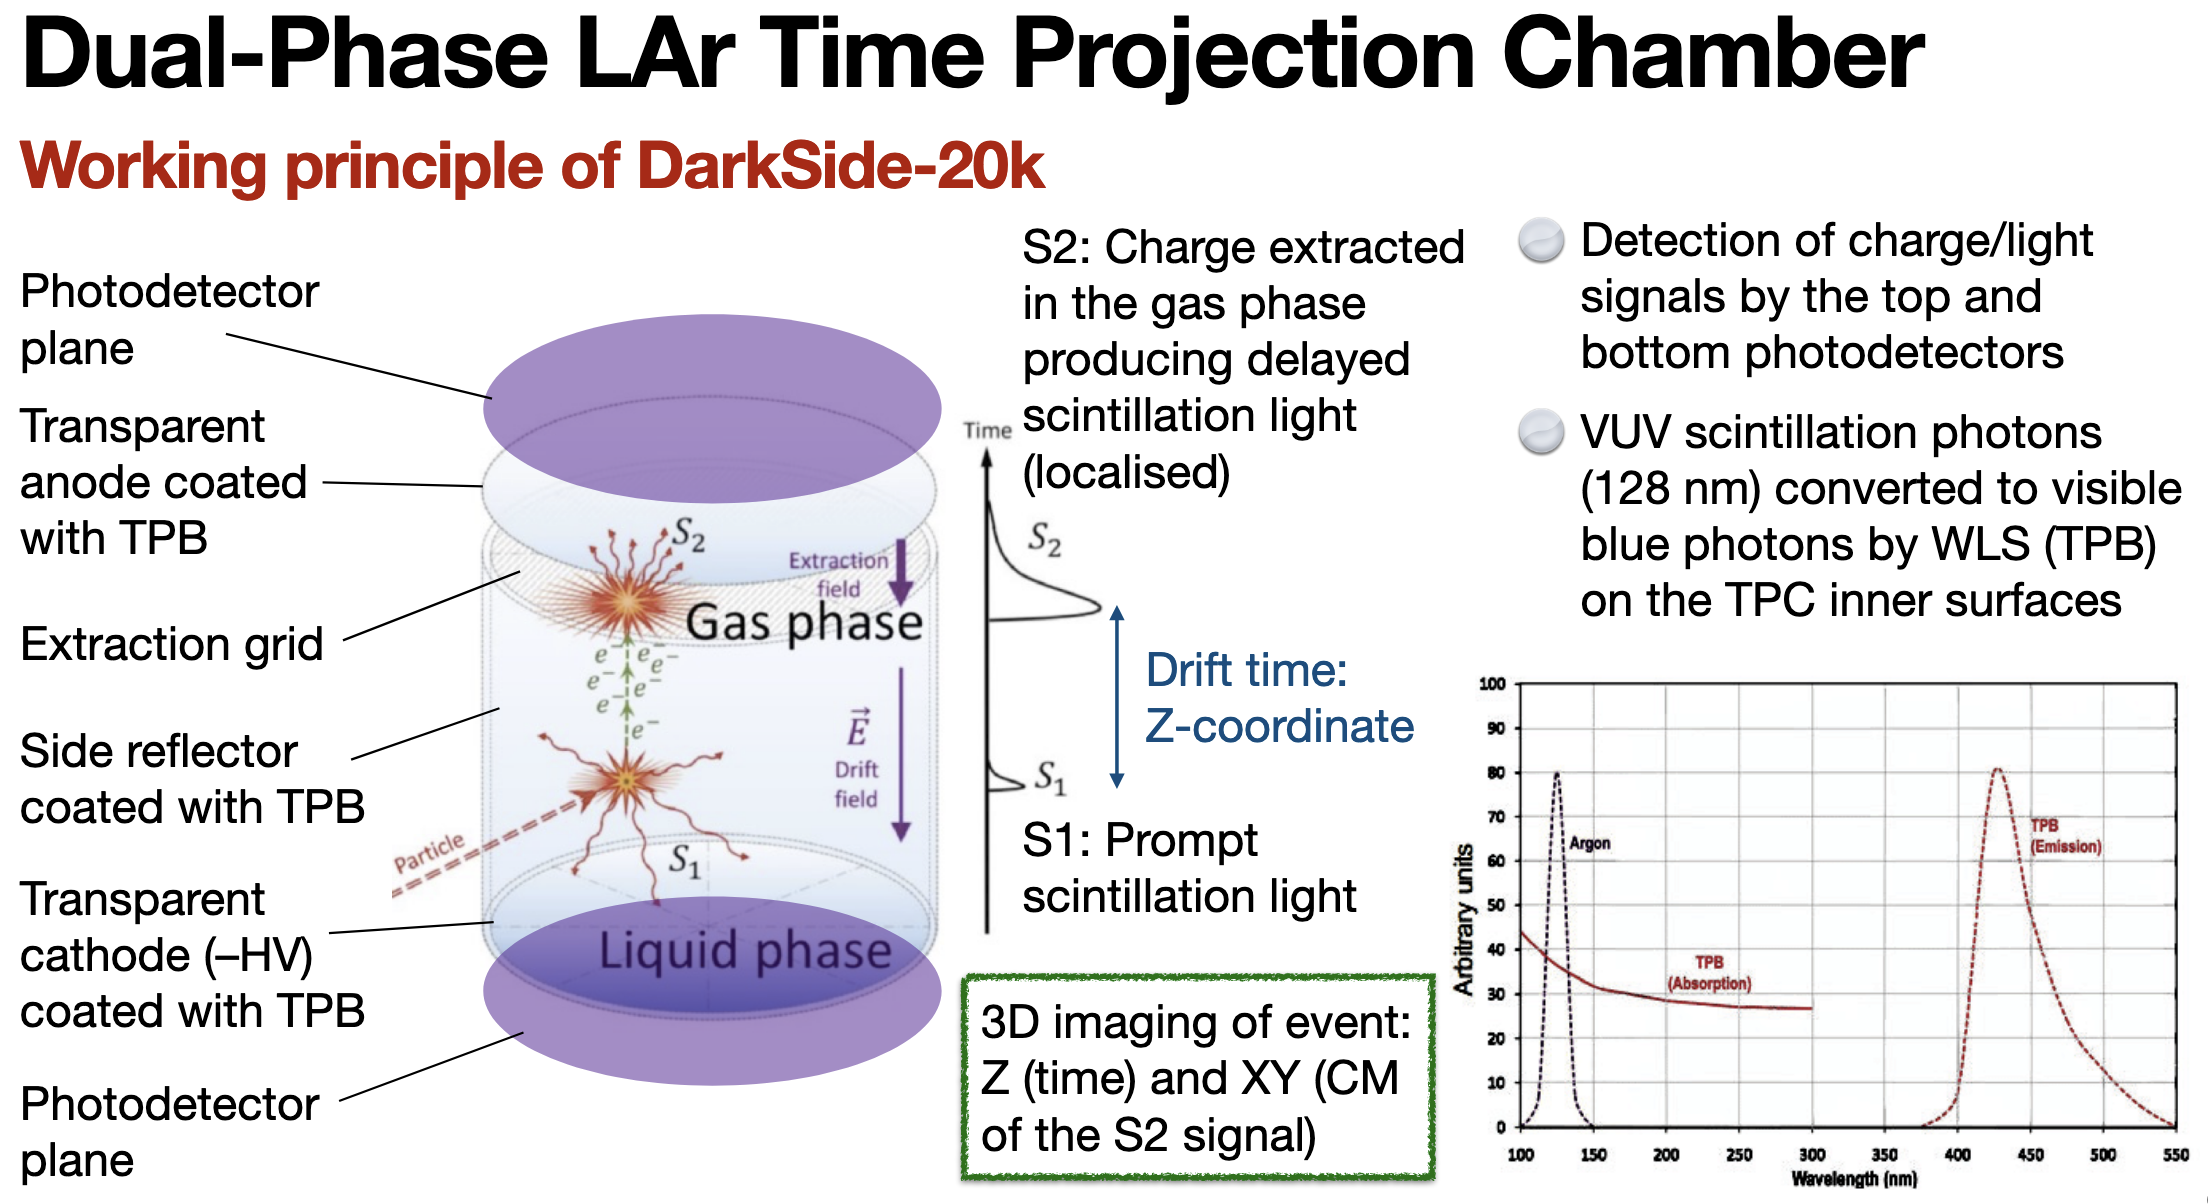 Dual-Phase LAr Time Projection Chamber
Working principle of DarkSide-20k
Photodetector
plane
Transparent
anode coated
with TPB
Extraction grid
Side reflector
coated with TPB
Transparent
cathode (–HV)
coated with TPB
Photodetector
plane
S₂
Extraction
field
Gas phase
e⁻ e⁻
e⁻
e⁻ e⁻
e⁻
e⁻
E⃗
Drift
field
Particle
S₁
Liquid phase
S2: Charge extracted
in the gas phase
producing delayed
scintillation light
(localised)
Time
S₂
Drift time:
Z-coordinate
S₁
S1: Prompt
scintillation light
3D imaging of event:
Z (time) and XY (CM
of the S2 signal)
Detection of charge/light
signals by the top and
bottom photodetectors
VUV scintillation photons
(128 nm) converted to visible
blue photons by WLS (TPB)
on the TPC inner surfaces
100
90
80
70
60
50
40
30
20
10
0
Arbitrary units
Argon
TPB
(Absorption)
TPB
(Emission)
100 150 200 250 300 350 400 450 500 550
Wavelength (nm)